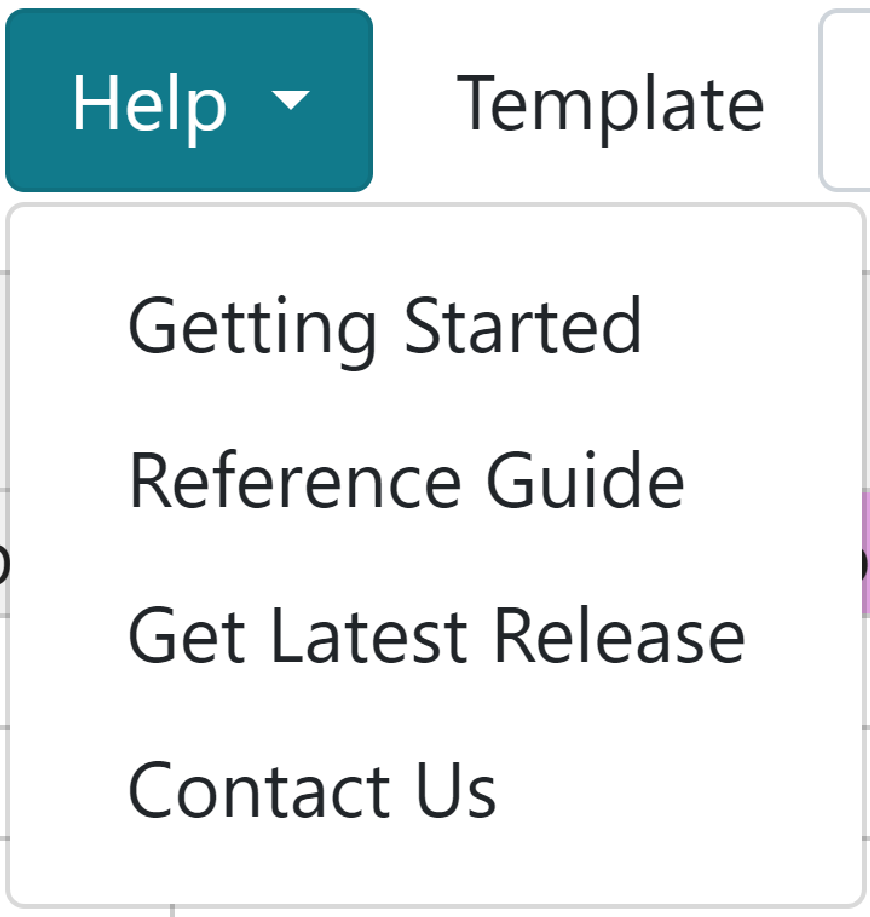 Help Template
Getting Started
Reference Guide
Get Latest Release
Contact Us